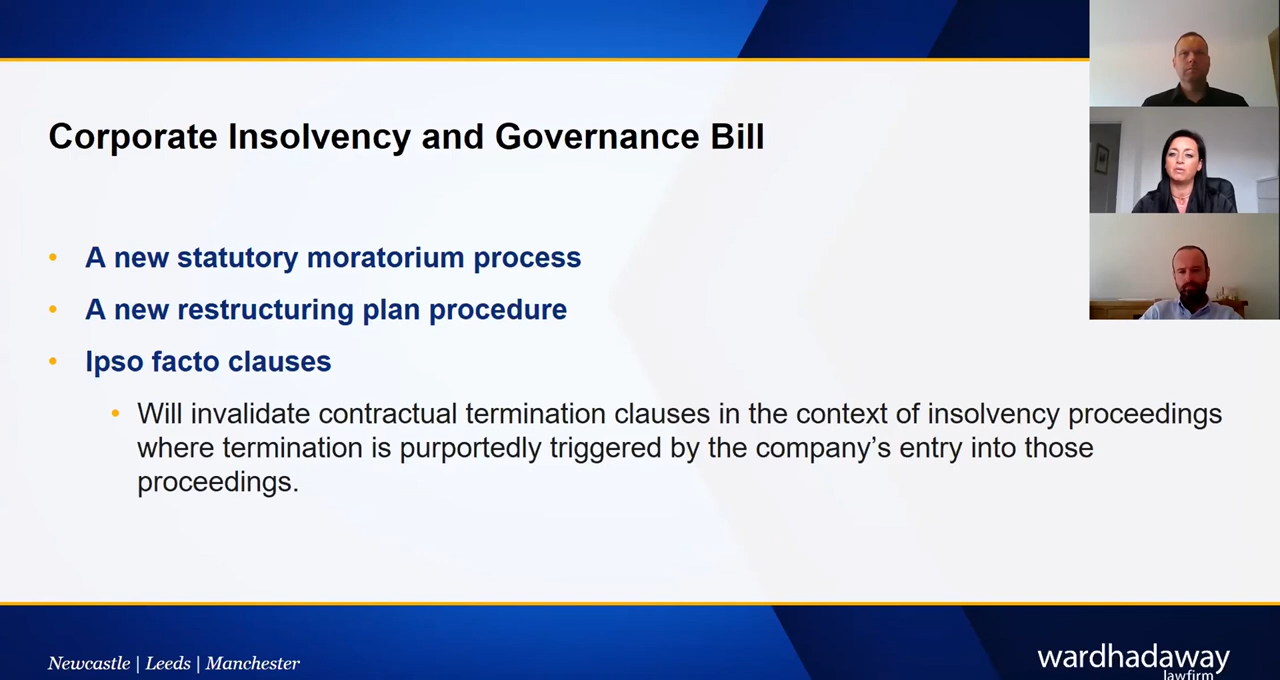 Corporate Insolvency and Governance Bill
• A new statutory moratorium process
• A new restructuring plan procedure
• Ipso facto clauses
• Will invalidate contractual termination clauses in the context of insolvency proceedings
where termination is purportedly triggered by the company’s entry into those
proceedings.
Newcastle | Leeds | Manchester
wardhadaway
lawfirm